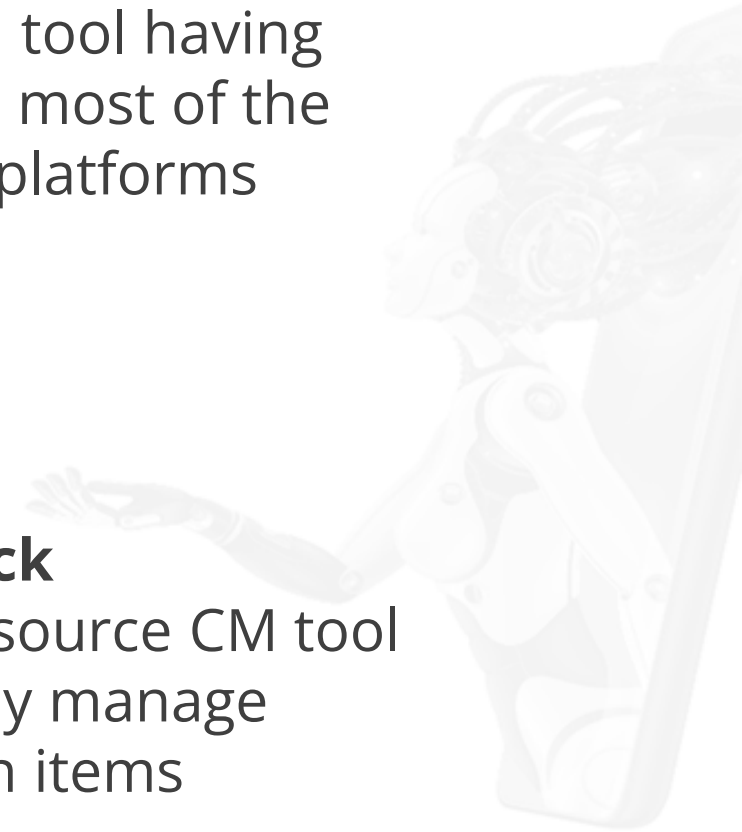 tool having
most of the
platforms
ck
source CM tool
y manage
n items